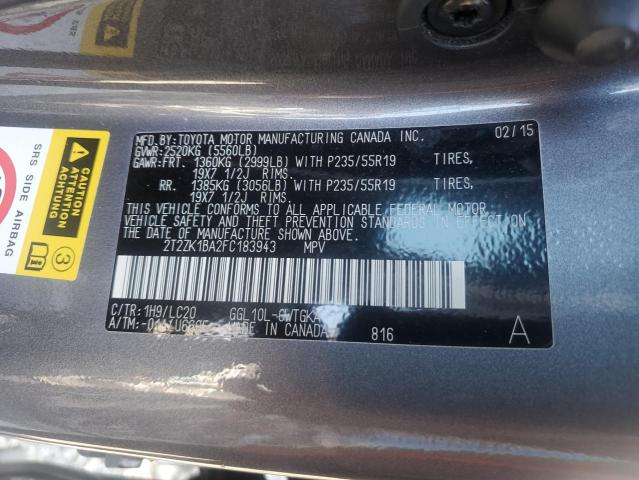 MFD.BY:TOYOTA MOTOR MANUFACTURING CANADA INC. 02/15
GVWR:2520KG (5560LB)
GAWR:FRT. 1360KG (2999LB) WITH P235/55R19 TIRES,
19X7 1/2J RIMS.
RR. 1385KG (3056LB) WITH P235/55R19 TIRES,
19X7 1/2J RIMS.
THIS VEHICLE CONFORMS TO ALL APPLICABLE FEDERAL MOTOR
VEHICLE SAFETY AND THEFT PREVENTION STANDARDS IN EFFECT ON
THE DATE OF MANUFACTURE SHOWN ABOVE.
2T2ZK1BA2FC183943 MPV
C/TR:1H9/LC20 GGL10L-
A/TM: MADE IN CANADA 816 A
SRS SIDE AIRBAG
CAUTION
ATTENTION
ACHTUNG
3